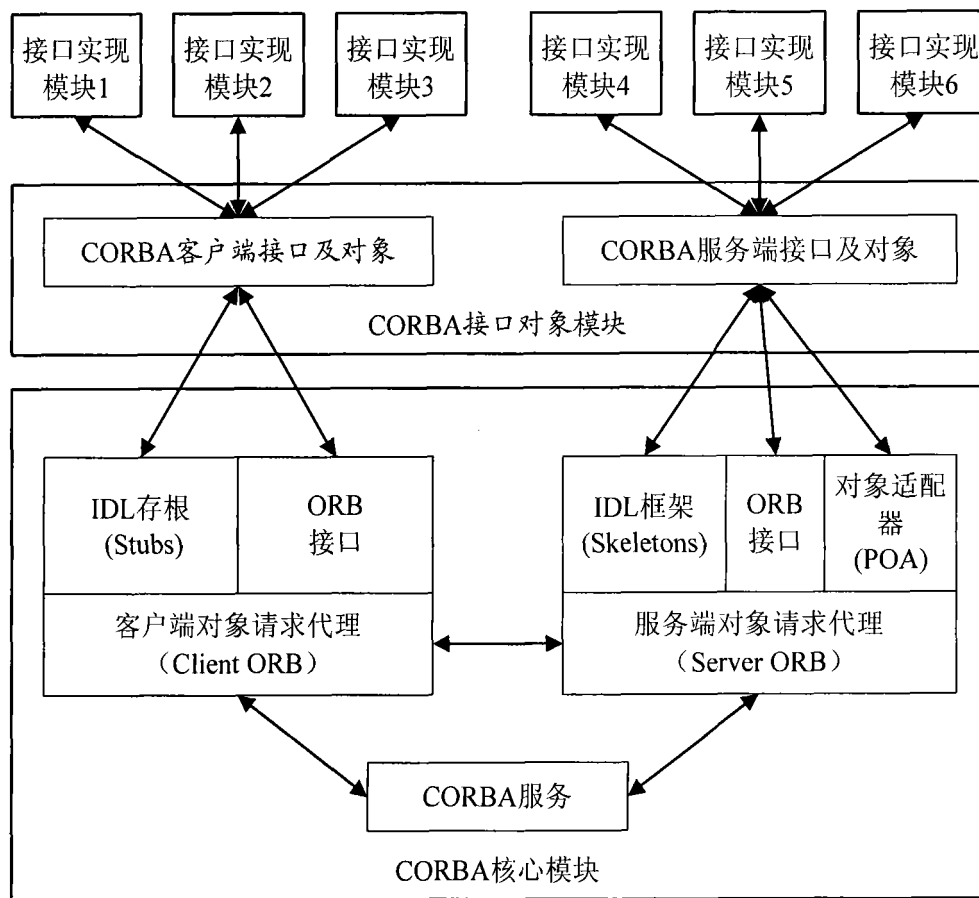 接口实现
模块1
接口实现
模块2
接口实现
模块3
接口实现
模块4
接口实现
模块5
接口实现
模块6
CORBA客户端接口及对象
CORBA服务端接口及对象
CORBA接口对象模块
IDL存根
(Stubs)
ORB
接口
IDL框架
(Skeletons)
ORB
接口
对象适配
器
(POA)
客户端对象请求代理
（Client ORB）
服务端对象请求代理
（Server ORB）
CORBA服务
CORBA核心模块